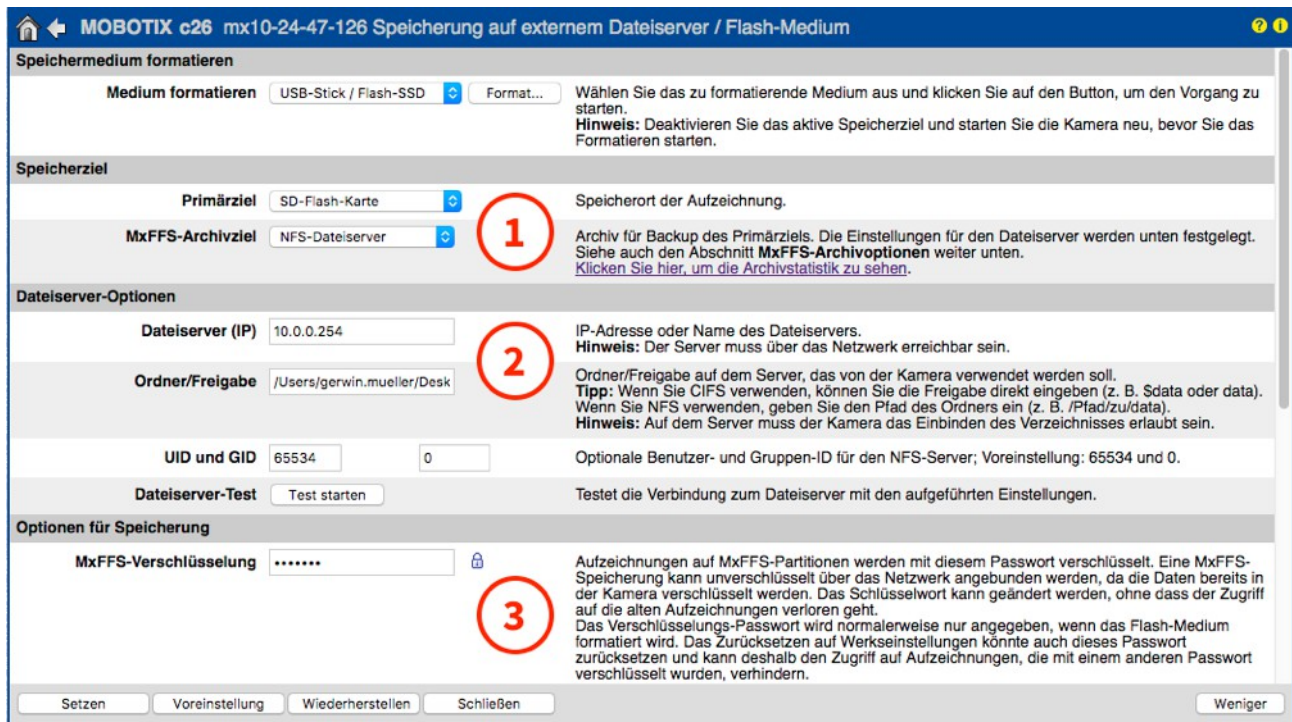 MOBOTIX c26 mx10-24-47-126 Speicherung auf externem Dateiserver / Flash-Medium
? i
Speichermedium formatieren
Medium formatieren USB-Stick / Flash-SSD Format... Wählen Sie das zu formatierende Medium aus und klicken Sie auf den Button, um den Vorgang zu
starten.
Hinweis: Deaktivieren Sie das aktive Speicherziel und starten Sie die Kamera neu, bevor Sie das
Formatieren starten.
Speicherziel
Primärziel SD-Flash-Karte Speicherort der Aufzeichnung.
1
MxFFS-Archivziel NFS-Dateiserver Archiv für Backup des Primärziels. Die Einstellungen für den Dateiserver werden unten festgelegt.
Siehe auch den Abschnitt MxFFS-Archivoptionen weiter unten.
Klicken Sie hier, um die Archivstatistik zu sehen.
Dateiserver-Optionen
Dateiserver (IP) 10.0.0.254 IP-Adresse oder Name des Dateiservers.
Hinweis: Der Server muss über das Netzwerk erreichbar sein.
2
Ordner/Freigabe /Users/gerwin.mueller/Desk Ordner/Freigabe auf dem Server, das von der Kamera verwendet werden soll.
Tipp: Wenn Sie CIFS verwenden, können Sie die Freigabe direkt eingeben (z. B. $data oder data).
Wenn Sie NFS verwenden, geben Sie den Pfad des Ordners ein (z. B. /Pfad/zu/data).
Hinweis: Auf dem Server muss der Kamera das Einbinden des Verzeichnisses erlaubt sein.
UID und GID 65534 0 Optionale Benutzer- und Gruppen-ID für den NFS-Server; Voreinstellung: 65534 und 0.
Dateiserver-Test Test starten Testet die Verbindung zum Dateiserver mit den aufgeführten Einstellungen.
Optionen für Speicherung
MxFFS-Verschlüsselung ••••••• Aufzeichnungen auf MxFFS-Partitionen werden mit diesem Passwort verschlüsselt. Eine MxFFS-
Speicherung kann unverschlüsselt über das Netzwerk angebunden werden, da die Daten bereits in
der Kamera verschlüsselt werden. Das Schlüsselwort kann geändert werden, ohne dass der Zugriff
auf die alten Aufzeichnungen verloren geht.
3
Das Verschlüsselungs-Passwort wird normalerweise nur angegeben, wenn das Flash-Medium
formatiert wird. Das Zurücksetzen auf Werkseinstellungen könnte auch dieses Passwort
zurücksetzen und kann deshalb den Zugriff auf Aufzeichnungen, die mit einem anderen Passwort
verschlüsselt wurden, verhindern.
Setzen Voreinstellung Wiederherstellen Schließen Weniger